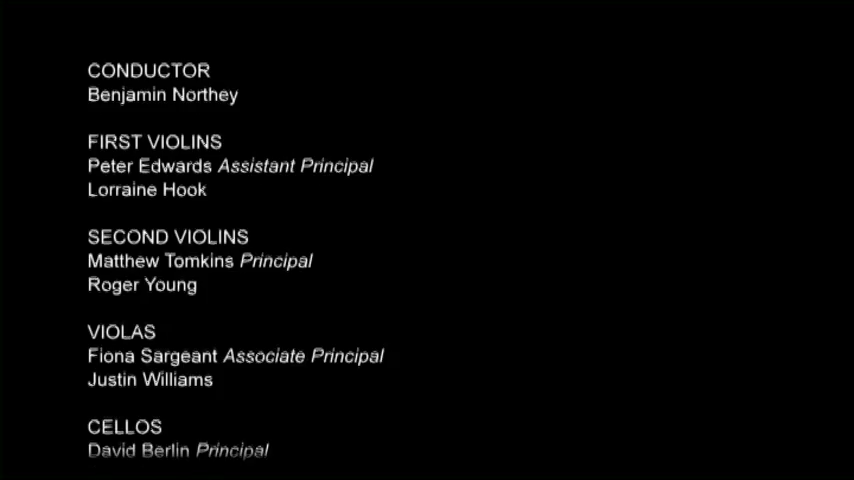 CONDUCTOR
Benjamin Northey
FIRST VIOLINS
Peter Edwards Assistant Principal
Lorraine Hook
SECOND VIOLINS
Matthew Tomkins Principal
Roger Young
VIOLAS
Fiona Sargeant Associate Principal
Justin Williams
CELLOS
David Berlin Principal